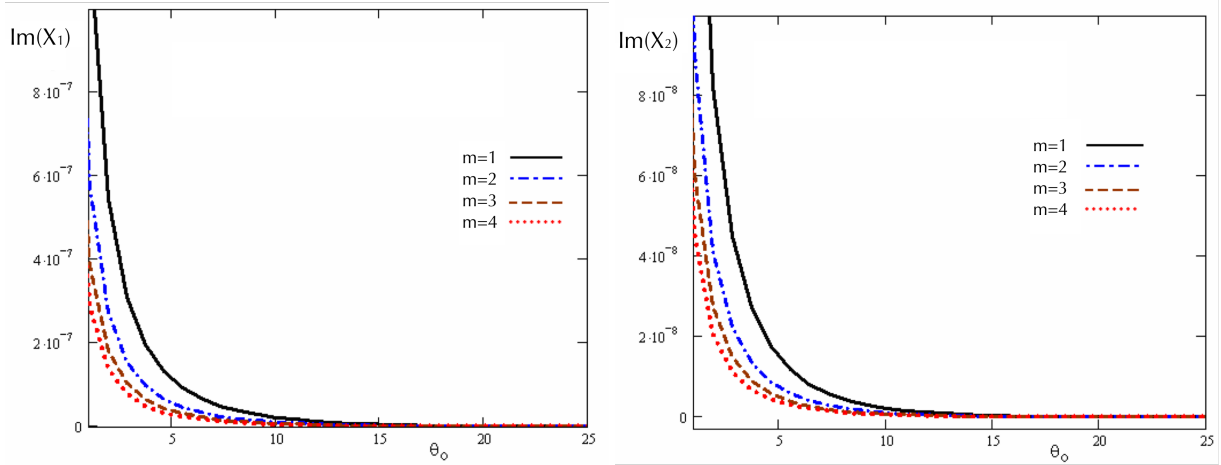 Im(X₁)
8·10⁻⁷
6·10⁻⁷
4·10⁻⁷
2·10⁻⁷
0
m=1
m=2
m=3
m=4
5 10 15 20 25
θ₀
Im(X₂)
8·10⁻⁸
6·10⁻⁸
4·10⁻⁸
2·10⁻⁸
0
m=1
m=2
m=3
m=4
5 10 15 20 25
θ₀